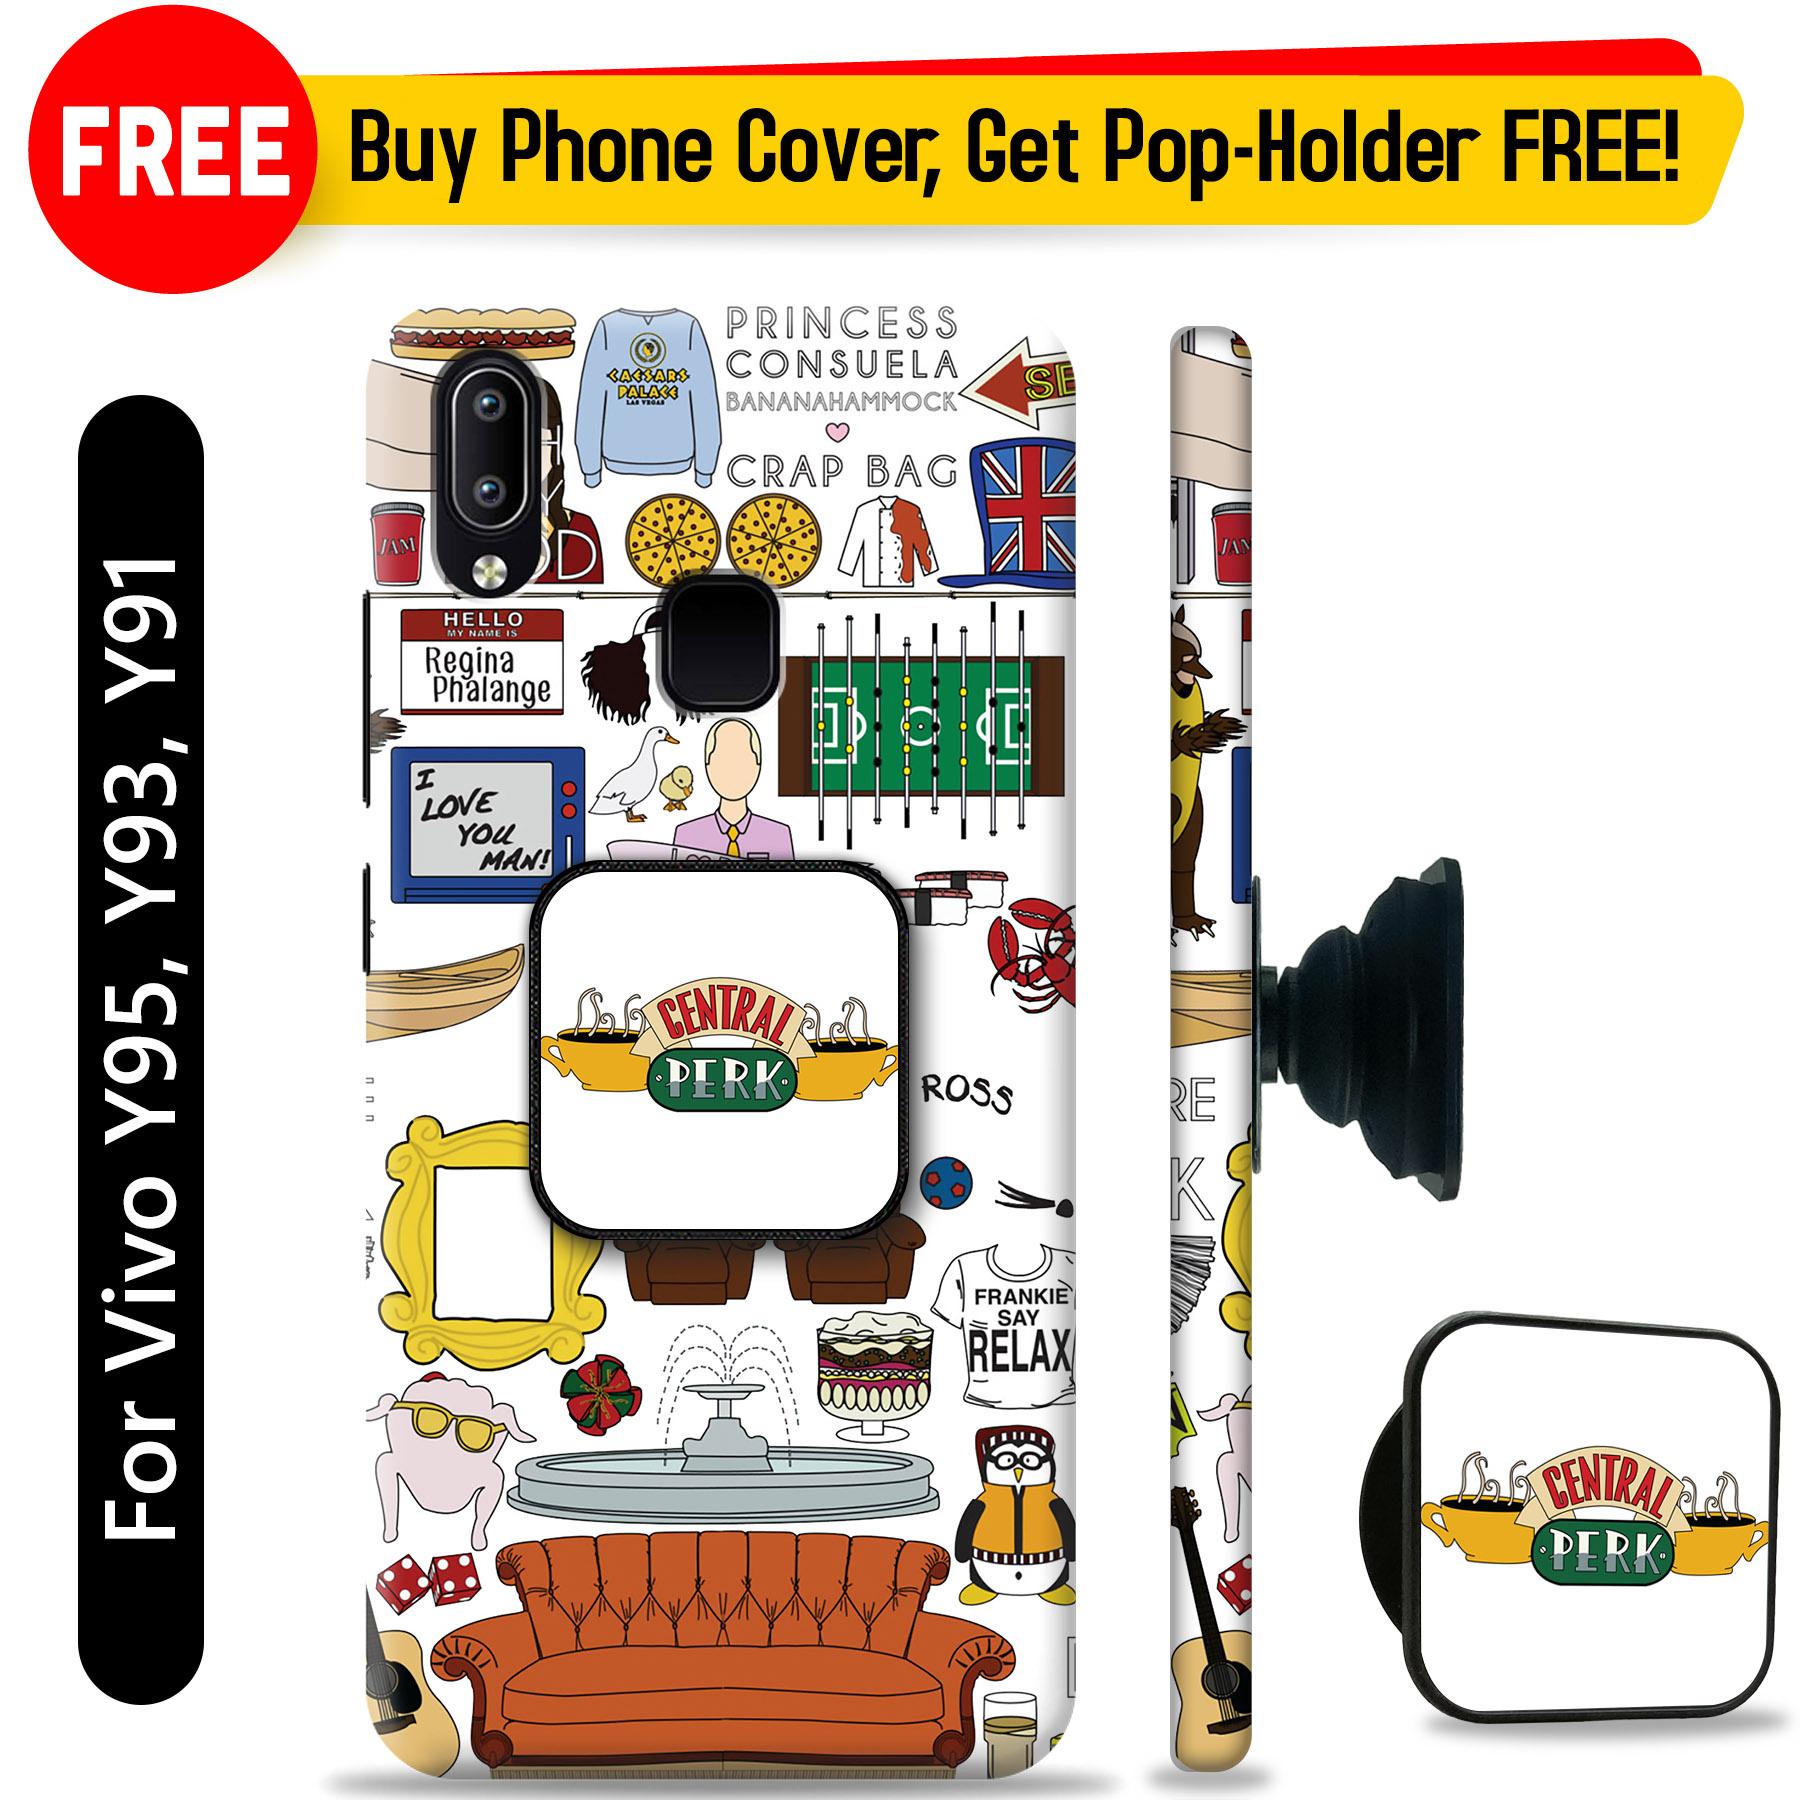 FREE
Buy Phone Cover, Get Pop-Holder FREE!
For Vivo Y95, Y93, Y91
CAESARS
PALACE
LAS VEGAS
PRINCESS
CONSUELA
BANANAHAMMOCK
CRAP BAG
JAM
HELLO
MY NAME IS
Regina
Phalange
I
LOVE
YOU
MAN!
CENTRAL
PERK
ROSS
FRANKIE
SAY
RELAX
CENTRAL
PERK